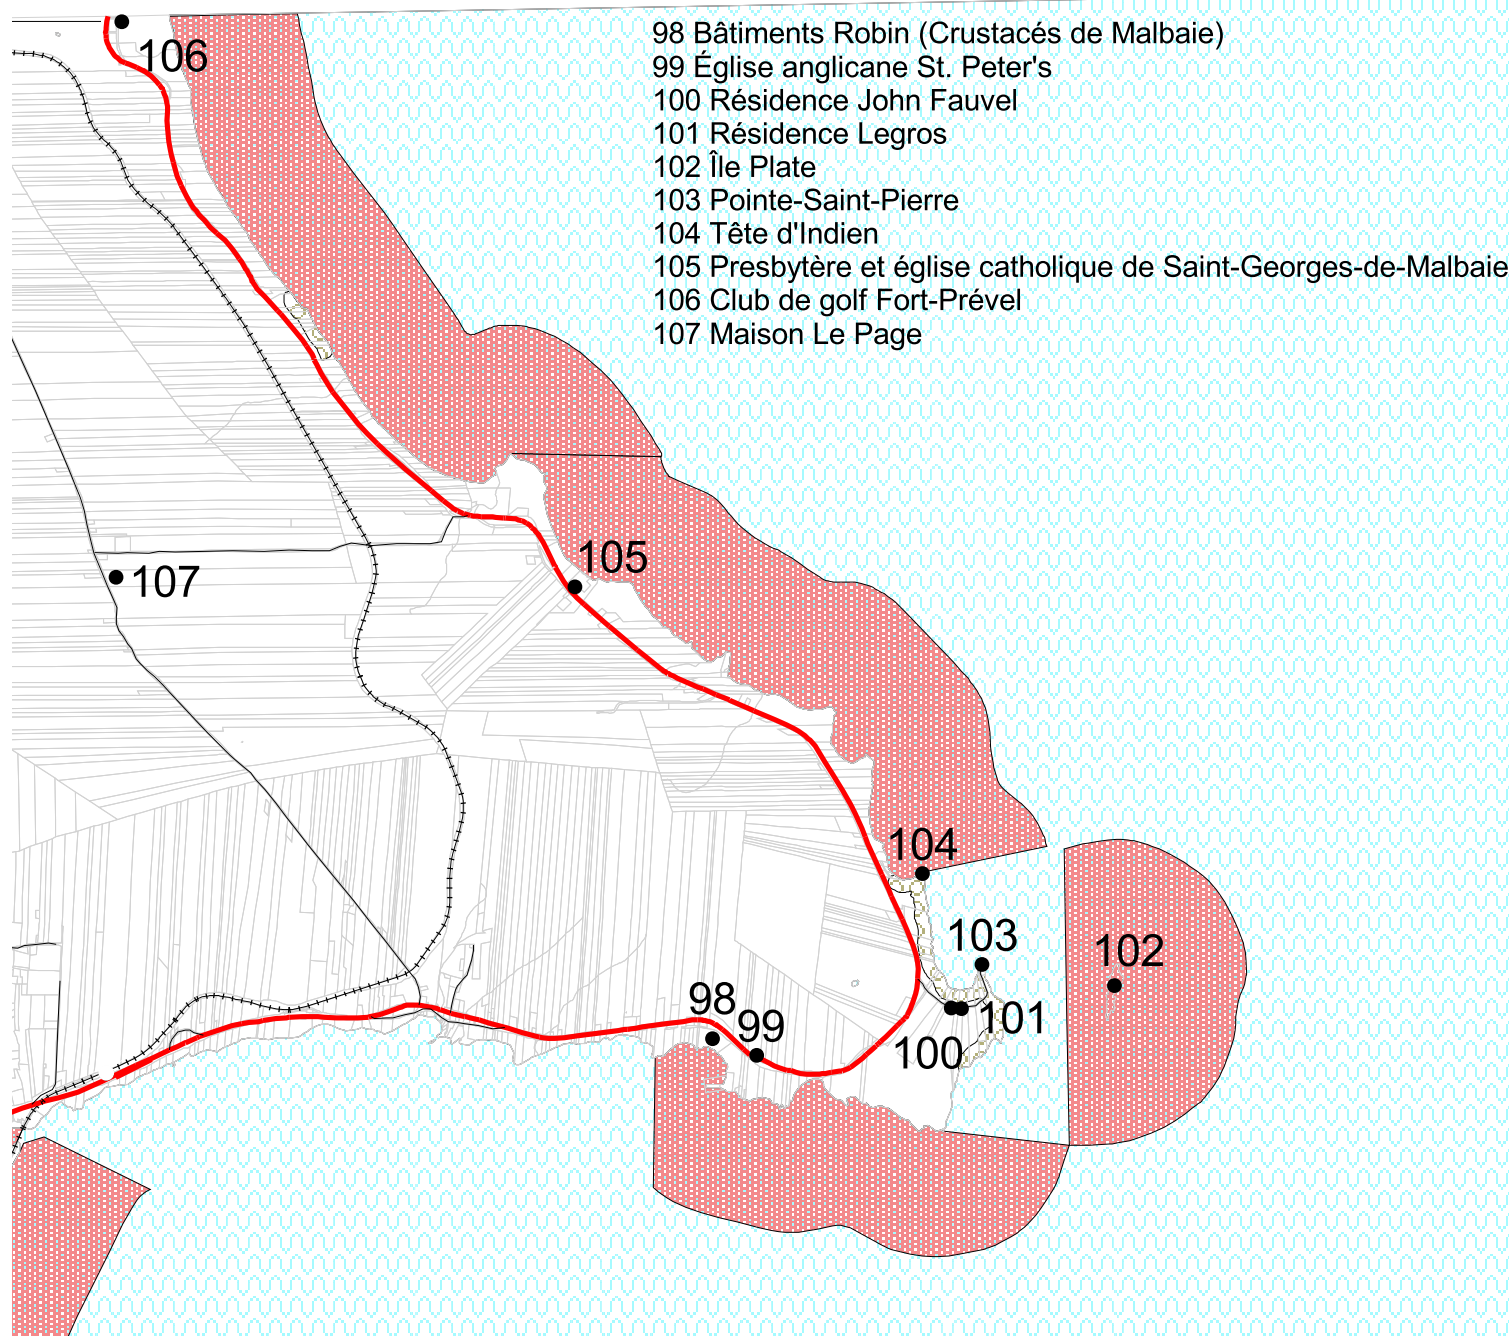 98 Bâtiments Robin (Crustacés de Malbaie)
99 Église anglicane St. Peter's
100 Résidence John Fauvel
101 Résidence Legros
102 Île Plate
103 Pointe-Saint-Pierre
104 Tête d'Indien
105 Presbytère et église catholique de Saint-Georges-de-Malbaie
106 Club de golf Fort-Prével
107 Maison Le Page
106
105
107
104
103
102
98
99
101
100